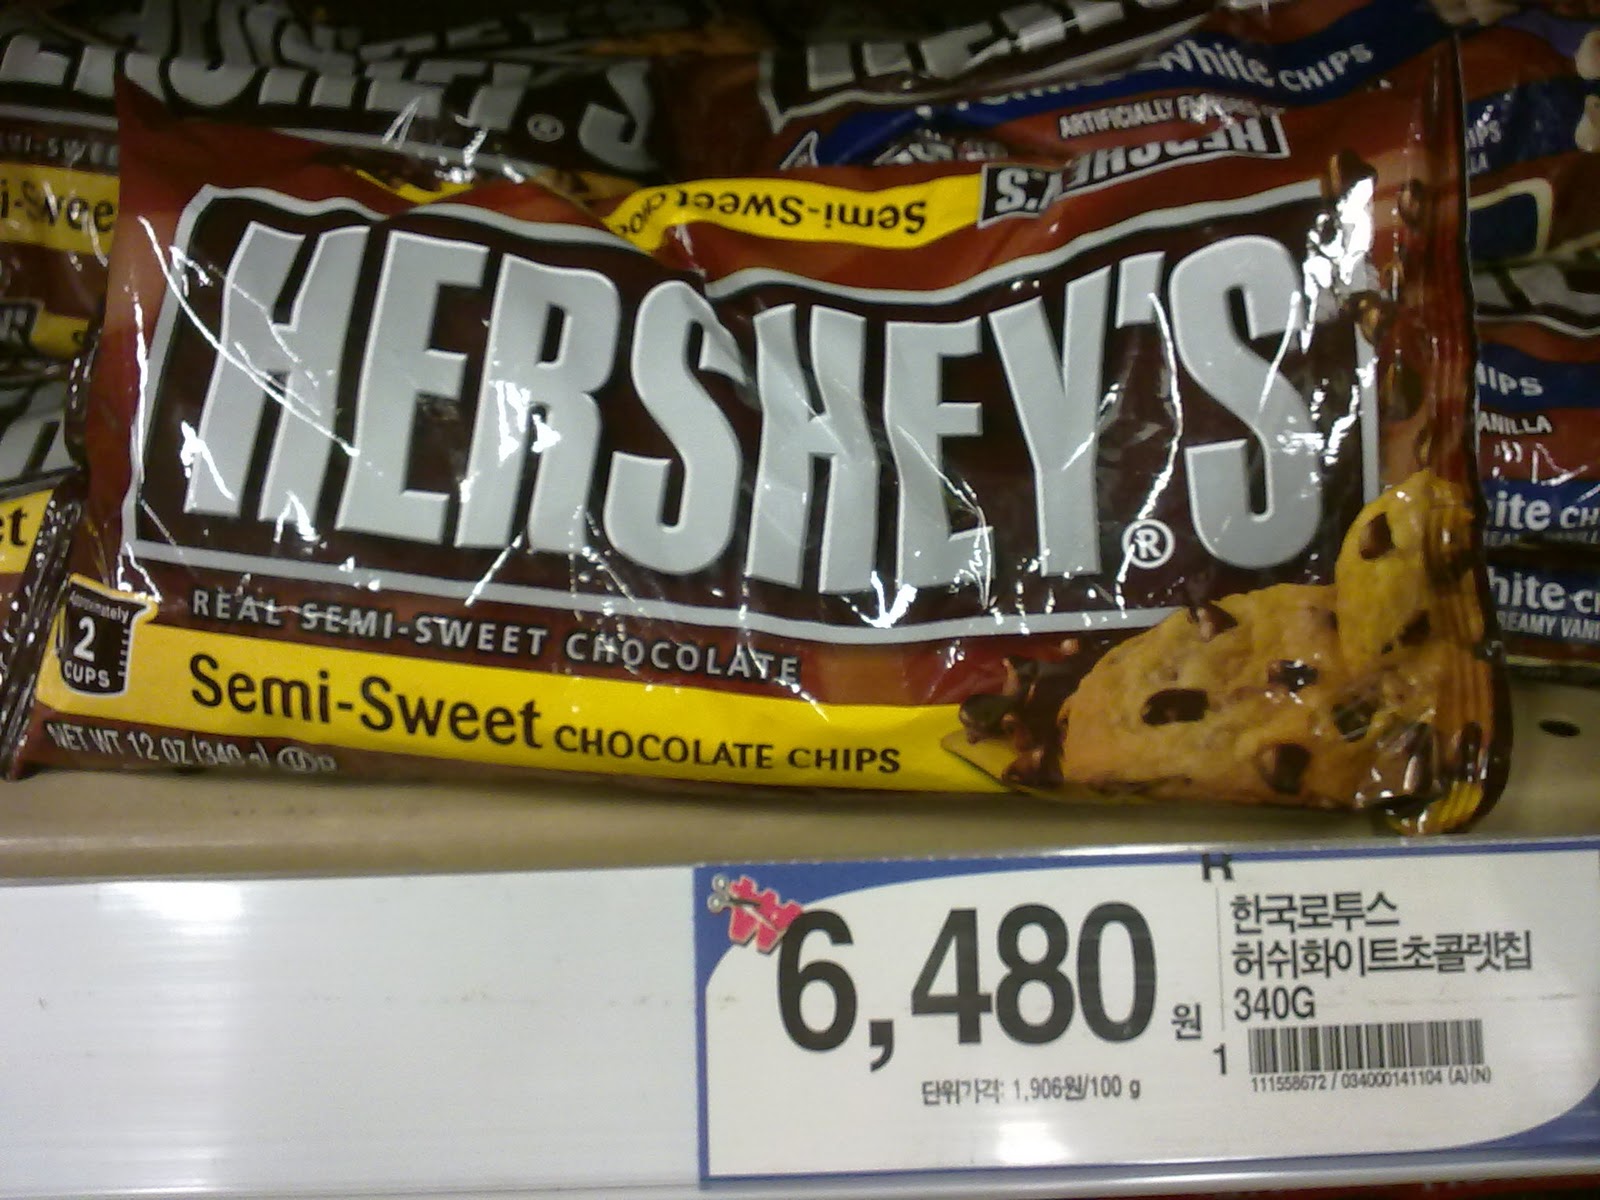 White CHIPS
ARTIFICIALLY
HERSHEY'S
Semi-Sweet
HERSHEY'S®
REAL SEMI-SWEET CHOCOLATE
Approximately
2
CUPS
Semi-Sweet CHOCOLATE CHIPS
NET WT 12 OZ (340 g) Ⓤ D
6,480 원
단위가격: 1,906원/100 g
한국로투스
허쉬화이트초콜렛칩
340G
1
111558672 / 034000141104 (A)(N)